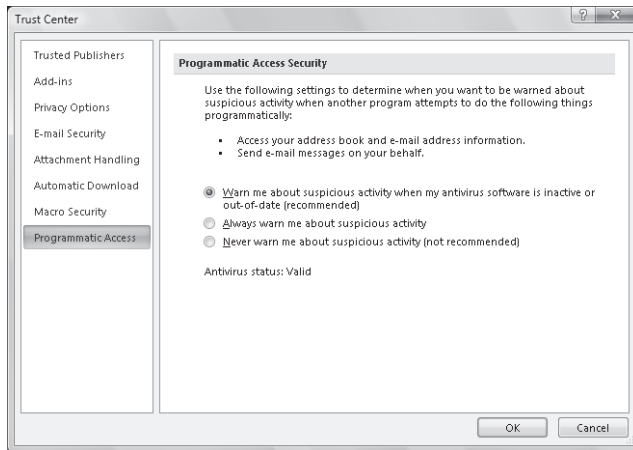 Trust Center
Trusted Publishers
Add-ins
Privacy Options
E-mail Security
Attachment Handling
Automatic Download
Macro Security
Programmatic Access
Programmatic Access Security
Use the following settings to determine when you want to be warned about
suspicious activity when another program attempts to do the following things
programmatically:
• Access your address book and e-mail address information.
• Send e-mail messages on your behalf.
Warn me about suspicious activity when my antivirus software is inactive or
out-of-date (recommended)
Always warn me about suspicious activity
Never warn me about suspicious activity (not recommended)
Antivirus status: Valid
OK
Cancel